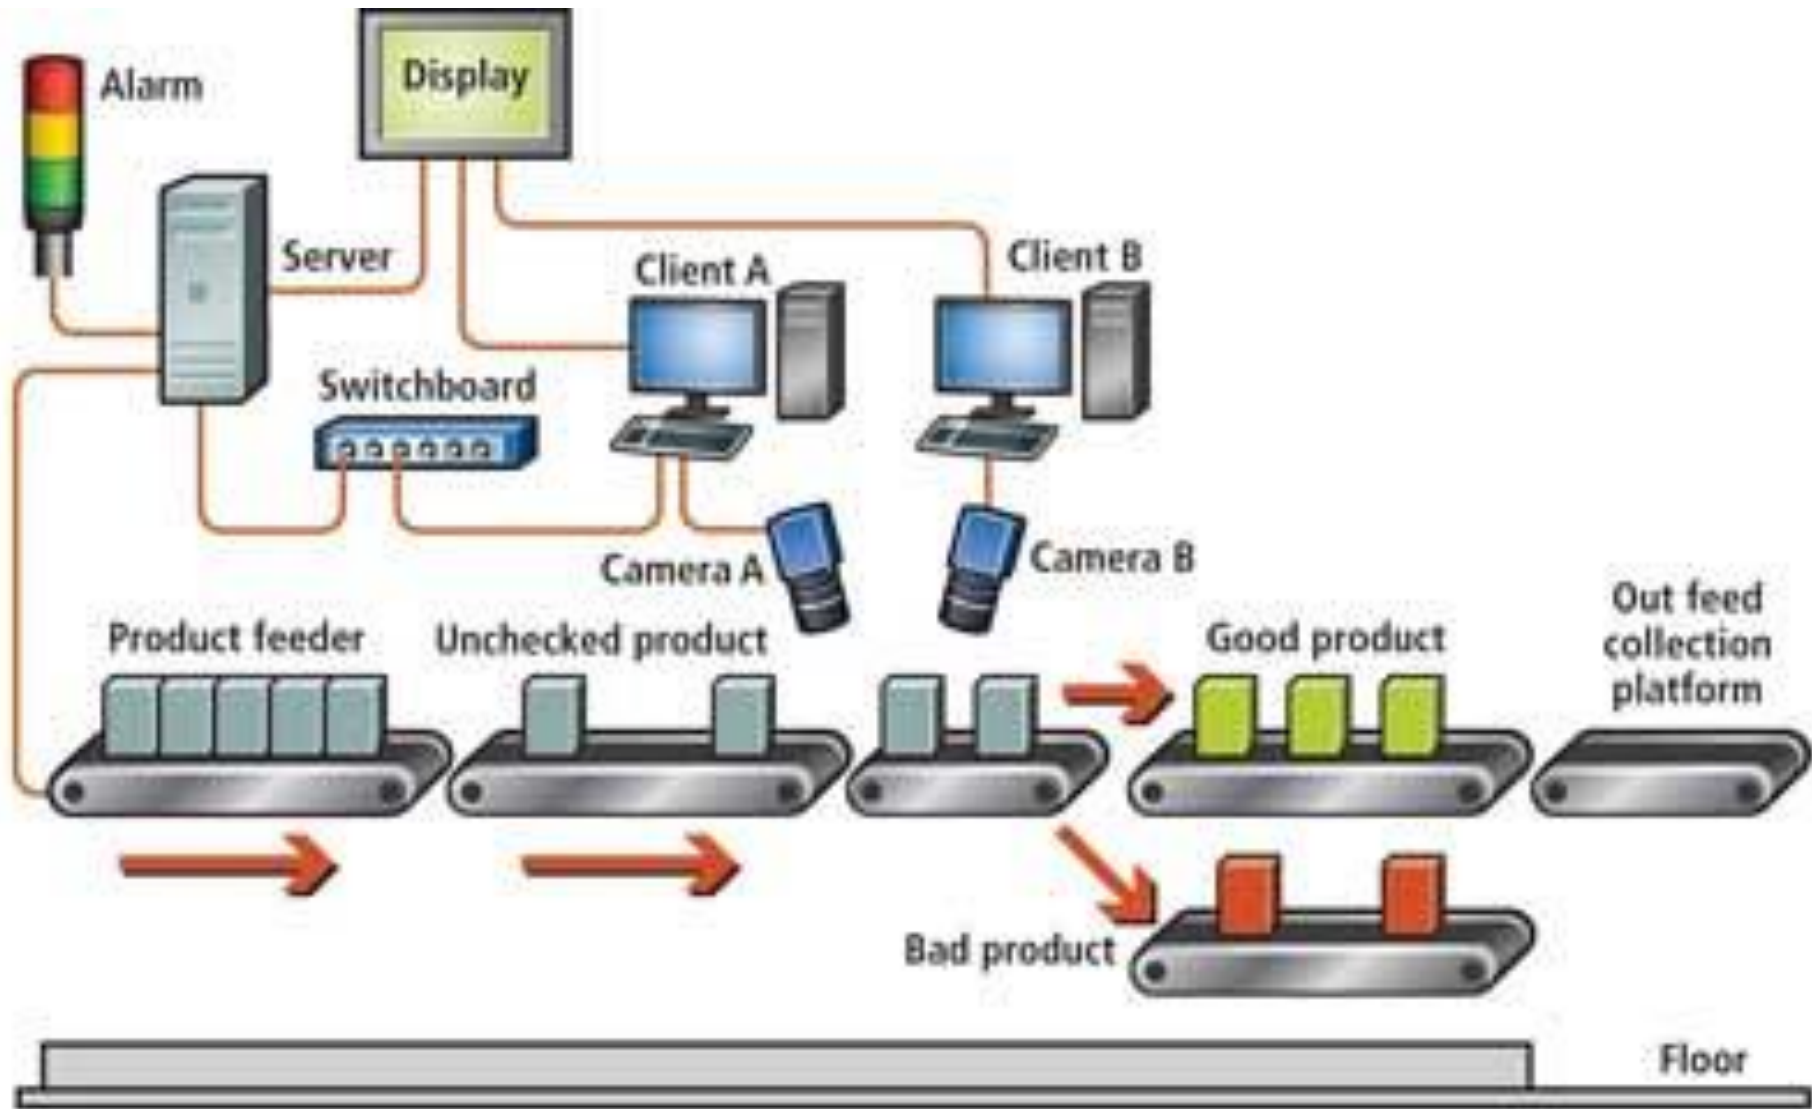 Alarm
Display
Server
Client A
Client B
Switchboard
Camera A
Camera B
Product feeder
Unchecked product
Good product
Out feed
collection
platform
Bad product
Floor